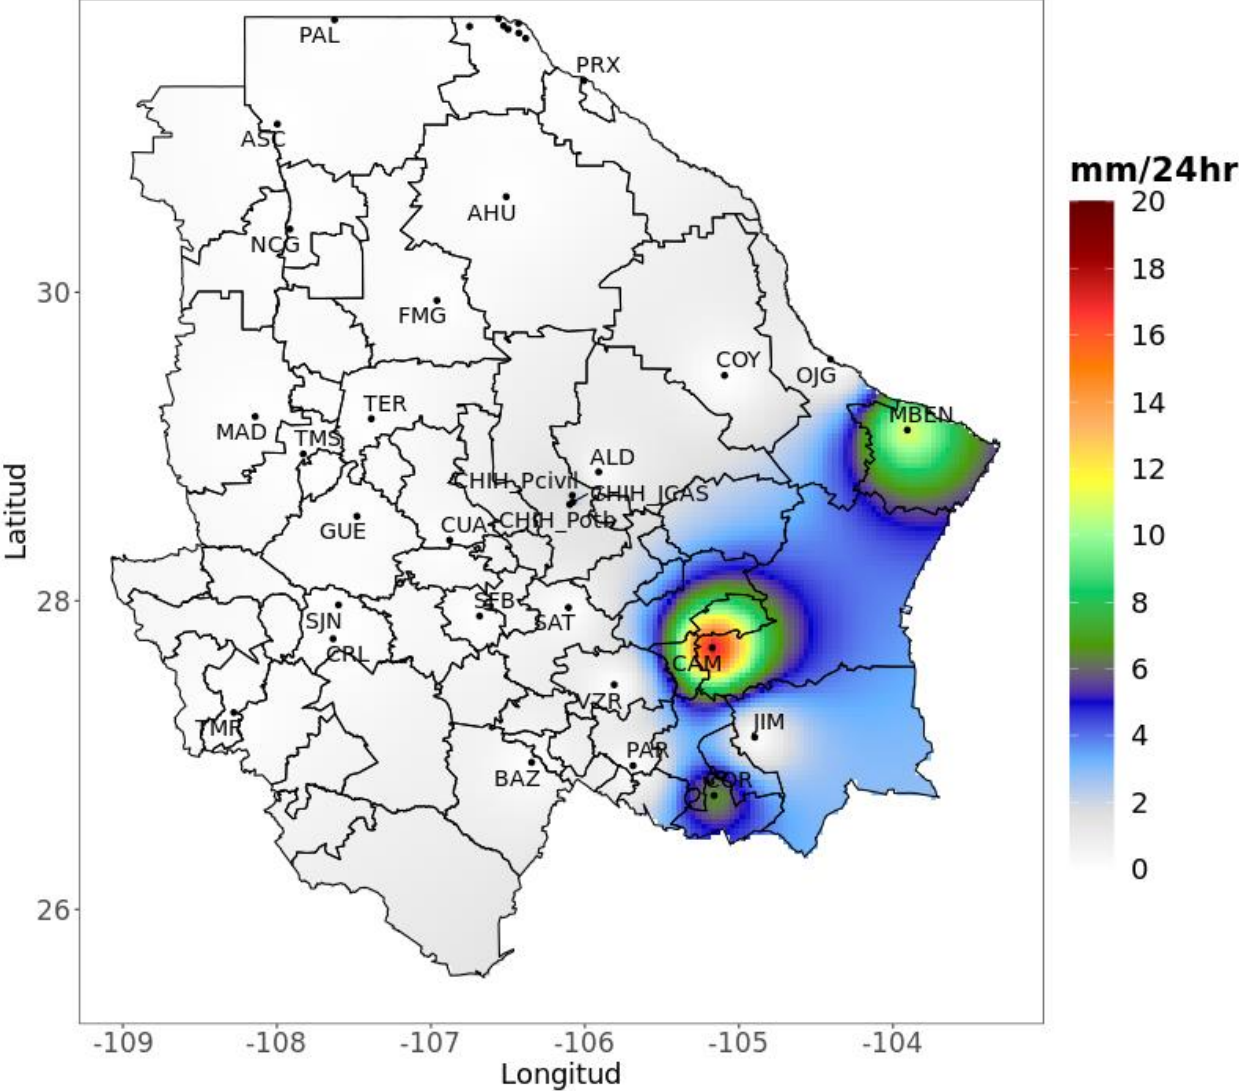 PAL
PRX
ASC
mm/24hr
20
AHU
NCG
18
30
FMG
16
COY
OJG
14
TER
MBEN
MAD
TMS
12
ALD
CHIH_Pcivil
CHIH_JCAS
Latitud
GUE
CUA
CHIH_Potb
10
28
SFB
8
SJN
SAT
CRL
CAM
6
VZR
TMR
JIM
4
PAR
BAZ
COR
2
0
26
-109
-108
-107
-106
-105
-104
Longitud